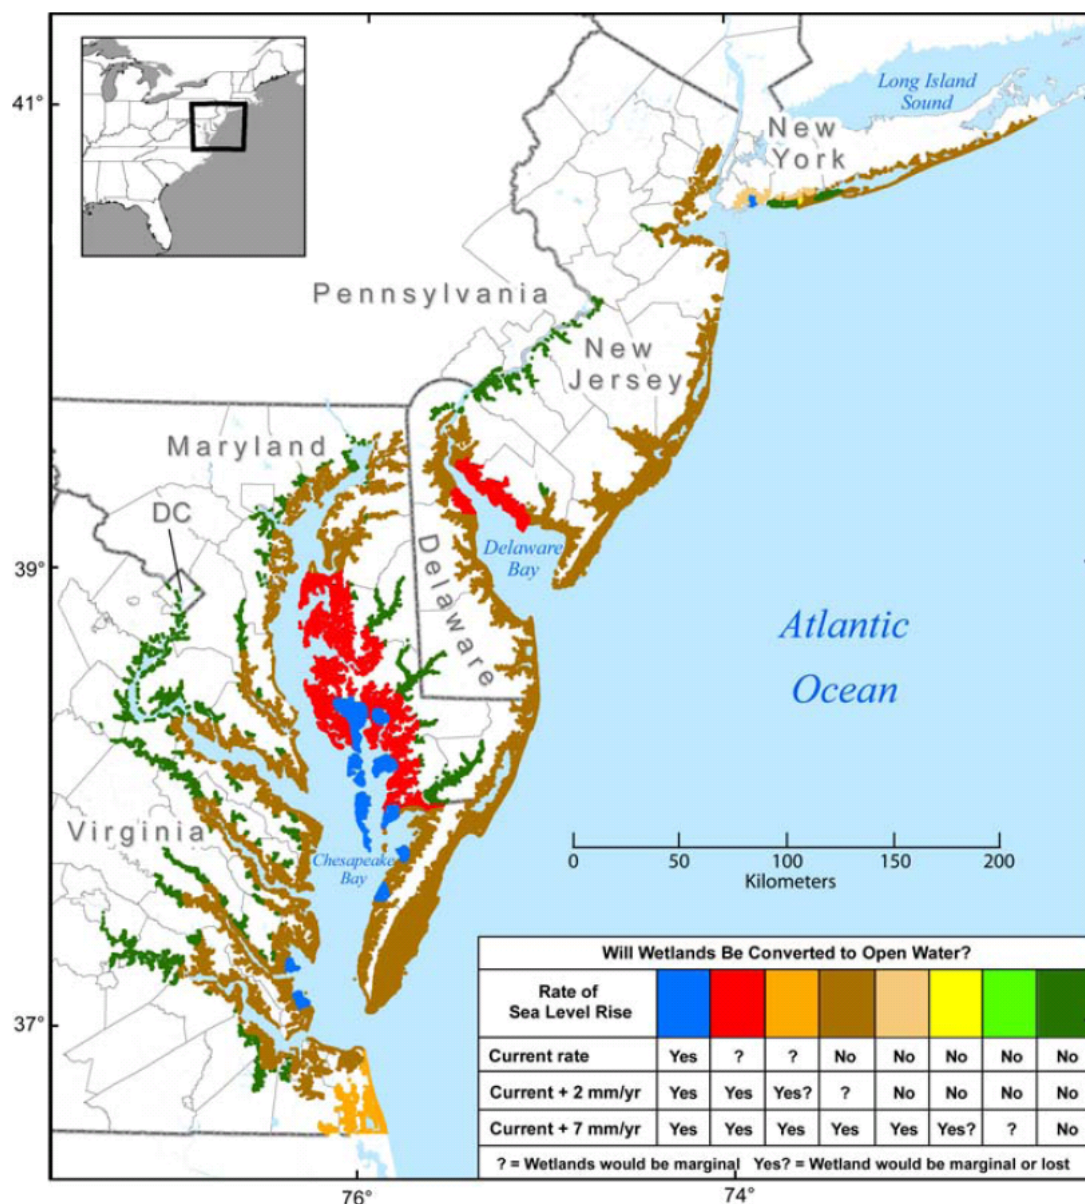 41°
Long Island
Sound
New
York
Pennsylvania
New
Jersey
Maryland
DC
39°
Delaware
Delaware
Bay
Atlantic
Ocean
Virginia
Chesapeake
Bay
0 50 100 150 200
Kilometers
37°
Will Wetlands Be Converted to Open Water?
Rate of
Sea Level Rise
Current rate Yes ? ? No No No No No
Current + 2 mm/yr Yes Yes Yes? ? No No No No
Current + 7 mm/yr Yes Yes Yes Yes Yes Yes? ? No
? = Wetlands would be marginal Yes? = Wetland would be marginal or lost
76° 74°